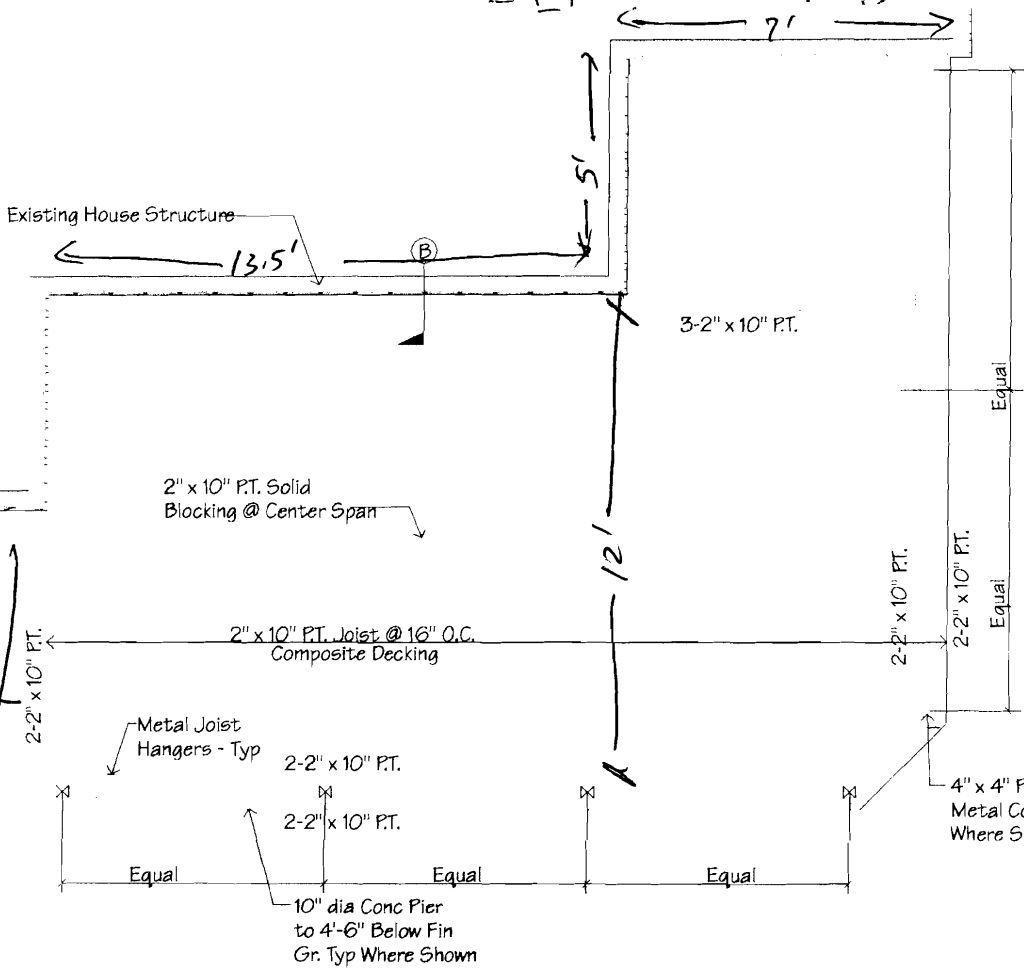 7'
5'
Existing House Structure
13.5'
B
3-2" x 10" P.T.
Equal
2" x 10" P.T. Solid
Blocking @ Center Span
12'
2-2" x 10" P.T.
2-2" x 10" P.T.
Equal
2" x 10" P.T. Joist @ 16" O.C.
Composite Decking
2-2" x 10" P.T.
Metal Joist
Hangers - Typ
2-2" x 10" P.T.
2-2" x 10" P.T.
4" x 4"
Metal
Where
Equal
Equal
Equal
10" dia Conc Pier
to 4'-6" Below Fin
Gr. Typ Where Shown